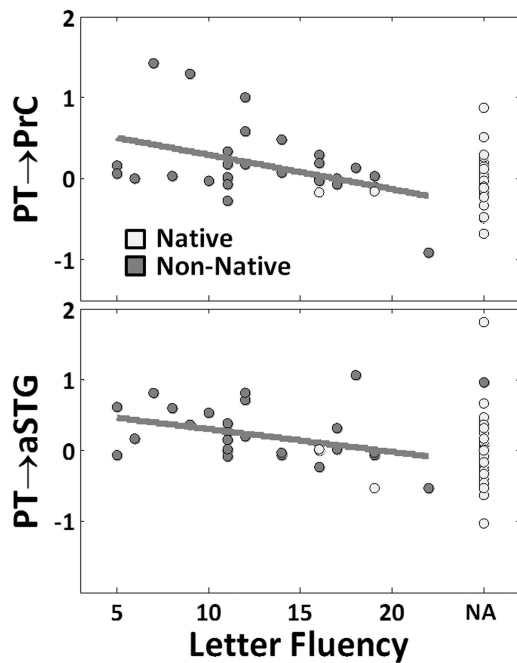 2
1
0
-1
PT→PrC
Native
Non-Native
2
1
0
-1
PT→aSTG
5 10 15 20 NA
Letter Fluency